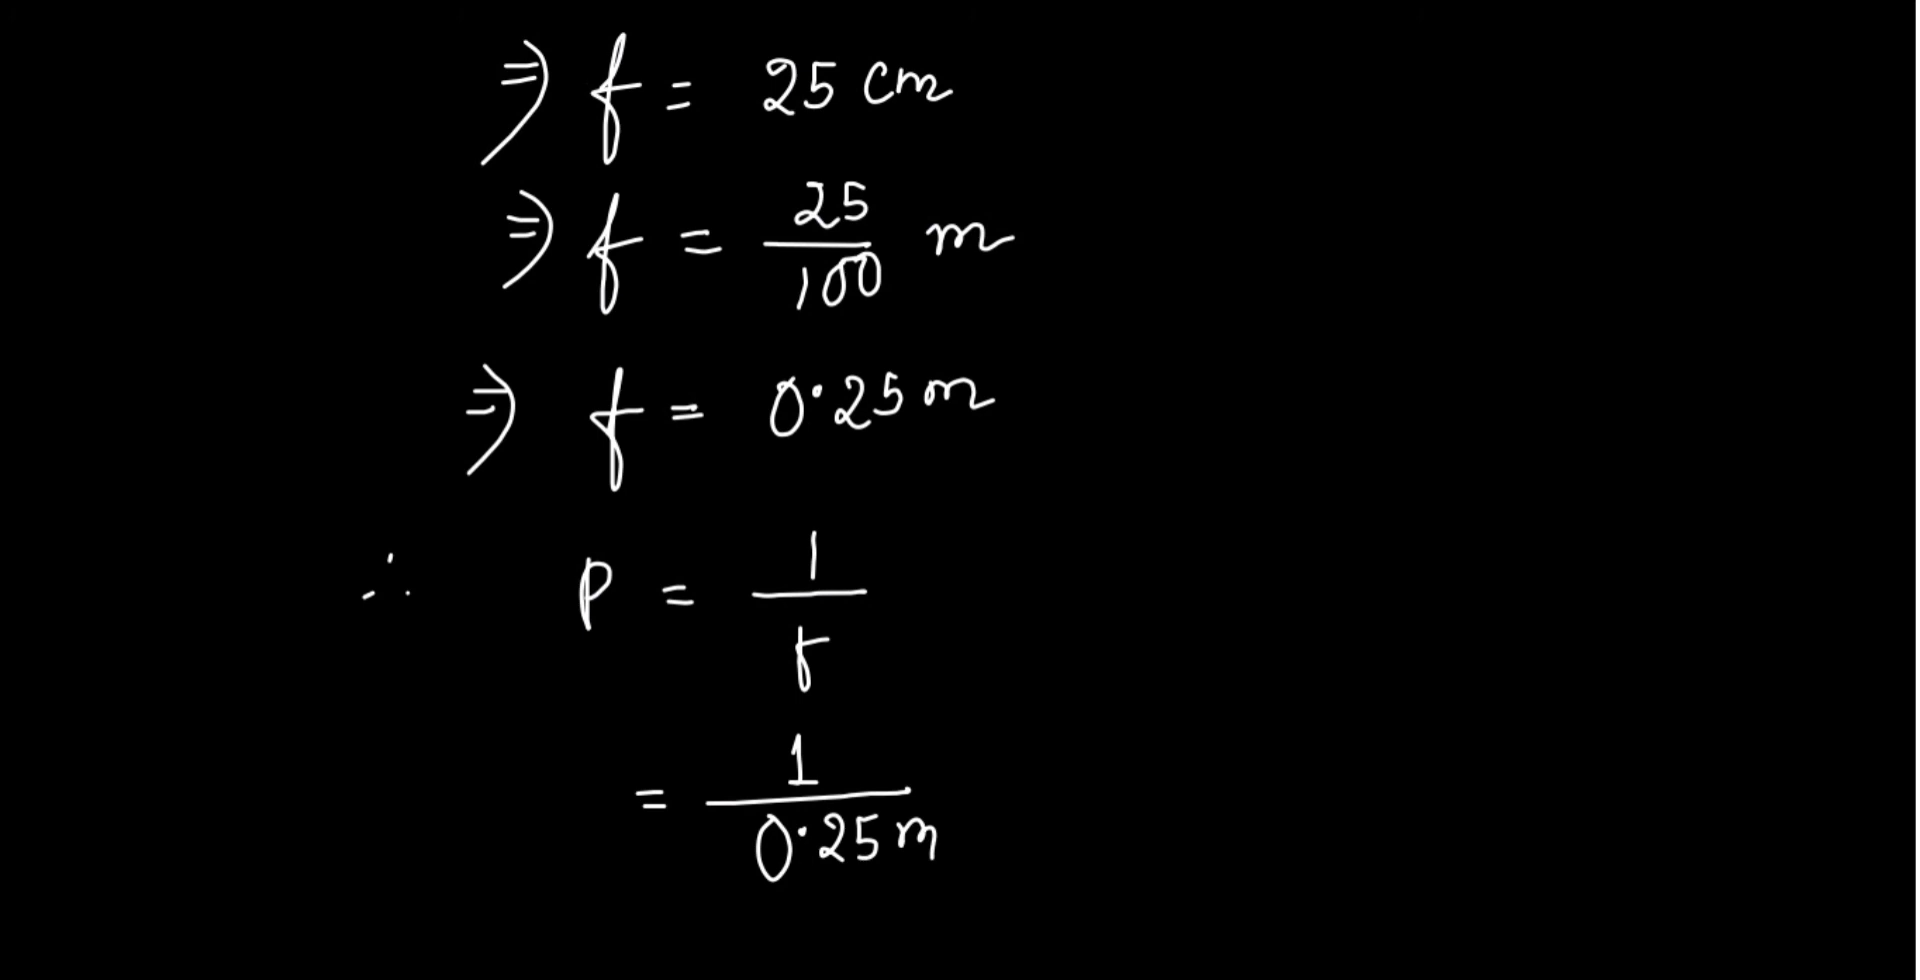 ⇒ f = 25 cm
⇒ f = 25/100 m
⇒ f = 0.25 m
∴ P = 1/f
= 1/0.25 m